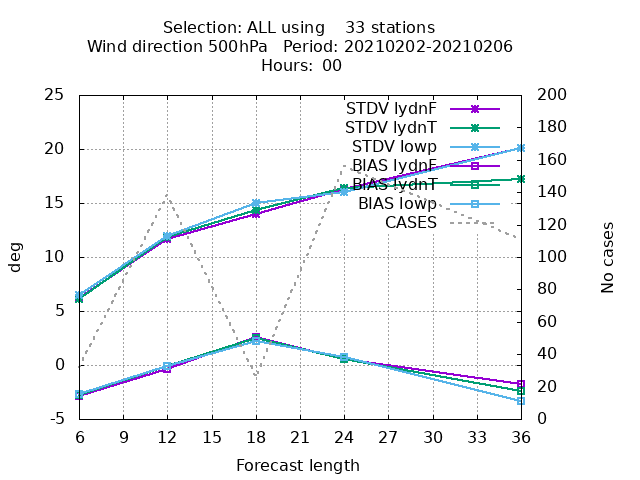 Selection: ALL using    33 stations
Wind direction 500hPa   Period: 20210202-20210206
Hours: 00
25
20
15
10
5
0
-5
deg
200
180
160
140
120
100
80
60
40
20
0
No cases
STDV lydnF
STDV lydnT
STDV lowp
BIAS lydnF
BIAS lydnT
BIAS lowp
CASES
6 9 12 15 18 21 24 27 30 33 36
Forecast length